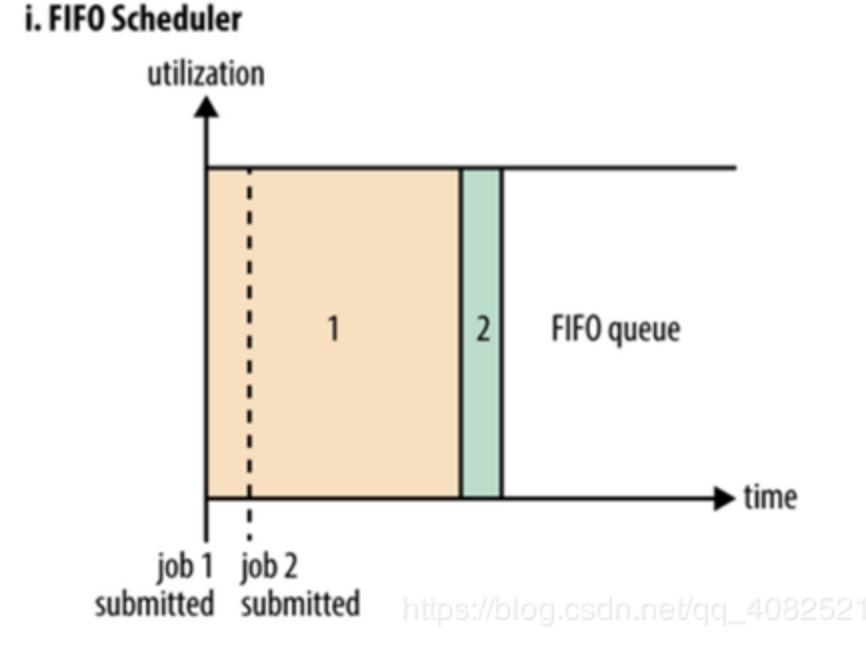 i. FIFO Scheduler
utilization
1
2
FIFO queue
time
job 1
submitted
job 2
submitted
https://blog.csdn.net/qq_4082521